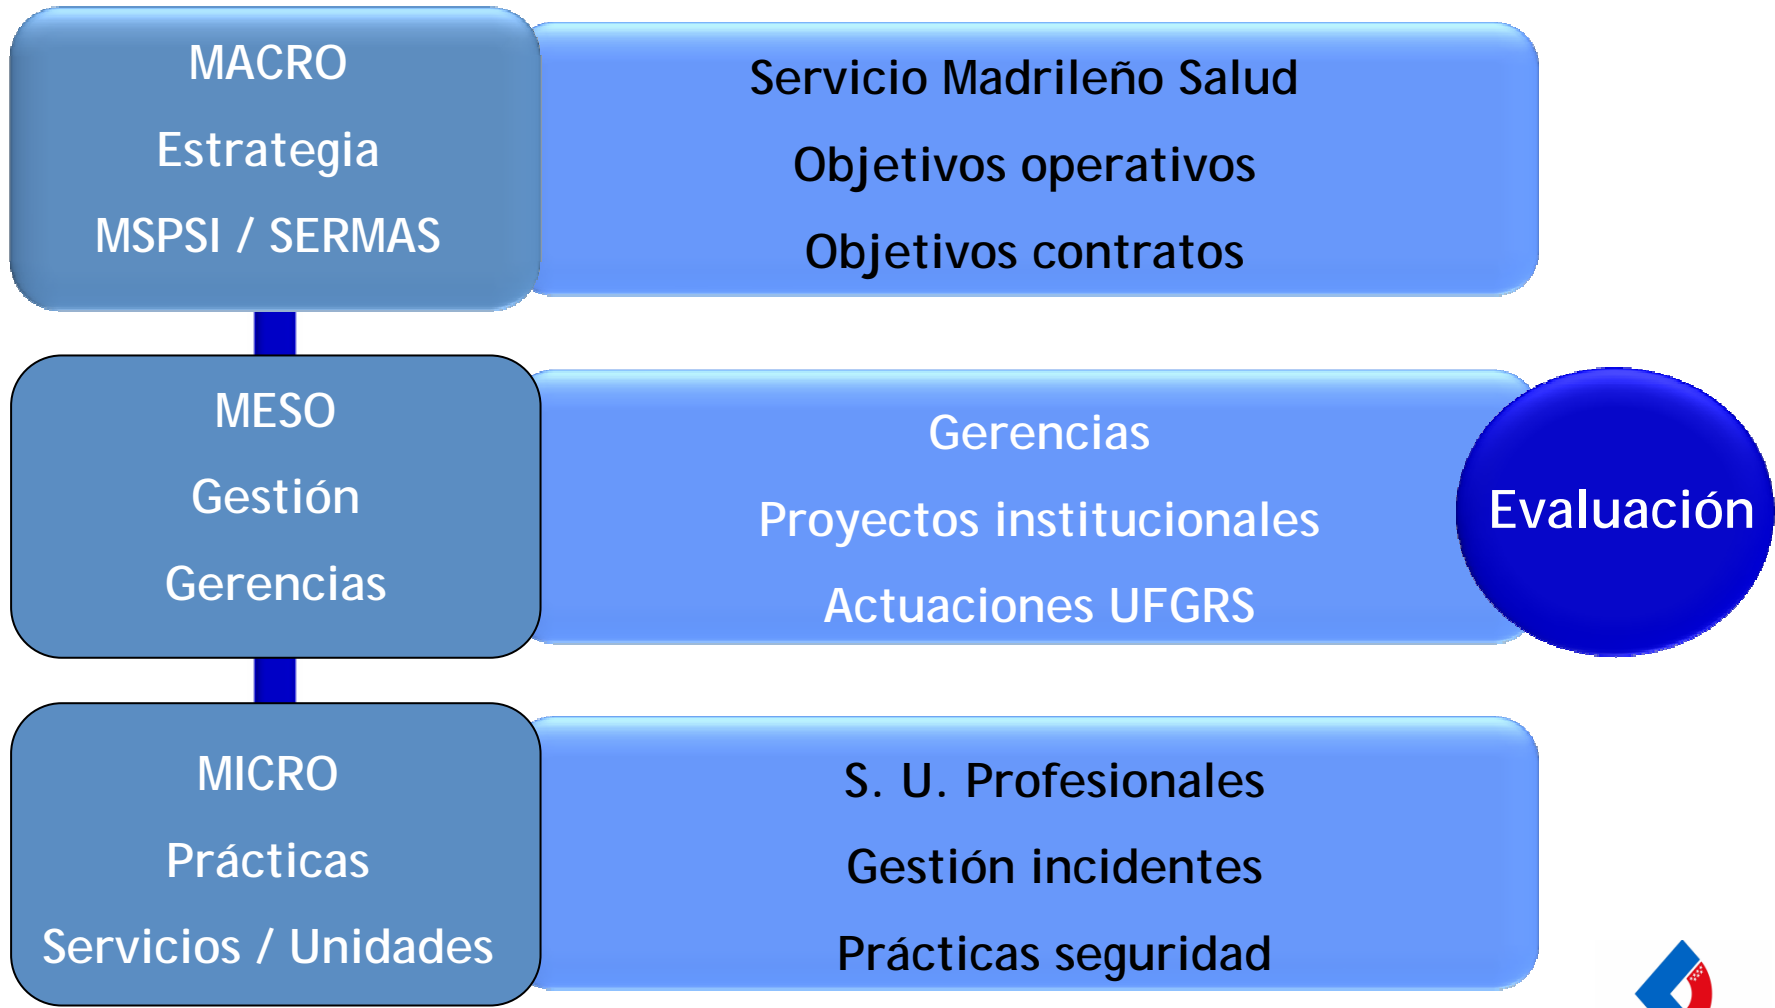 MACRO
Estrategia
MSPSI / SERMAS
Servicio Madrileño Salud
Objetivos operativos
Objetivos contratos
MESO
Gestión
Gerencias
Gerencias
Proyectos institucionales
Actuaciones UFGRS
Evaluación
MICRO
Prácticas
Servicios / Unidades
S. U. Profesionales
Gestión incidentes
Prácticas seguridad